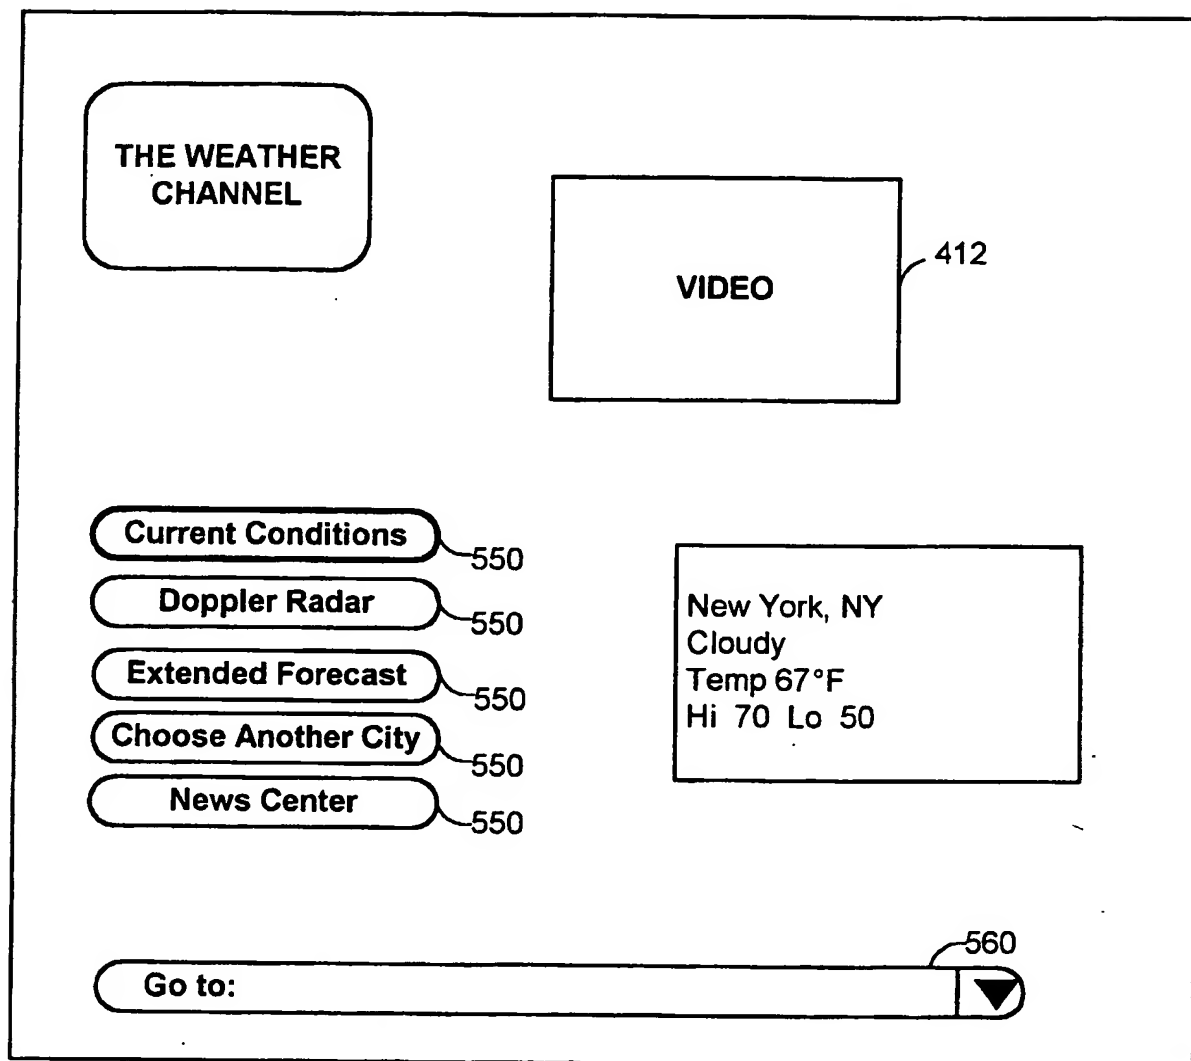 THE WEATHER
CHANNEL
VIDEO
412
Current Conditions
550
Doppler Radar
550
Extended Forecast
550
Choose Another City
550
News Center
550
New York, NY
Cloudy
Temp 67°F
Hi 70 Lo 50
560
Go to: